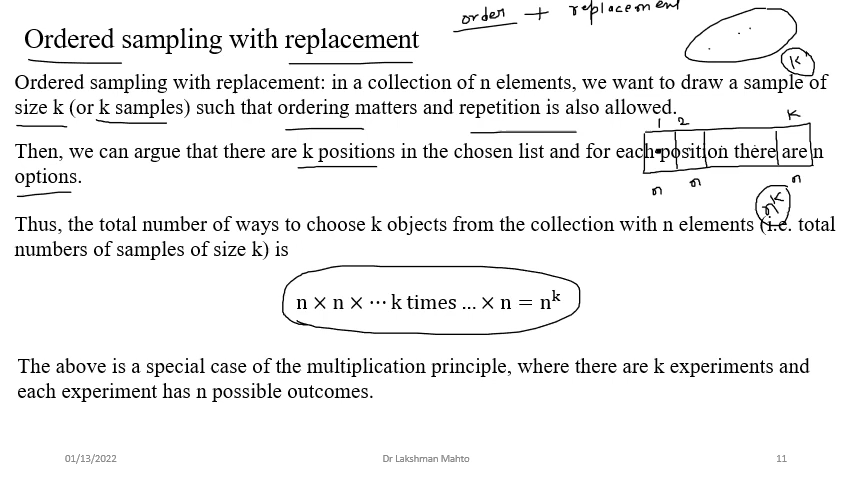 order + replacement
Ordered sampling with replacement
K
Ordered sampling with replacement: in a collection of n elements, we want to draw a sample of
size k (or k samples) such that ordering matters and repetition is also allowed.
1 2 K
Then, we can argue that there are k positions in the chosen list and for each position there are n
options.
n n n
n^K
Thus, the total number of ways to choose k objects from the collection with n elements (i.e. total
numbers of samples of size k) is
n × n × ⋯ k times … × n = n^k
The above is a special case of the multiplication principle, where there are k experiments and
each experiment has n possible outcomes.
01/13/2022 Dr Lakshman Mahto 11